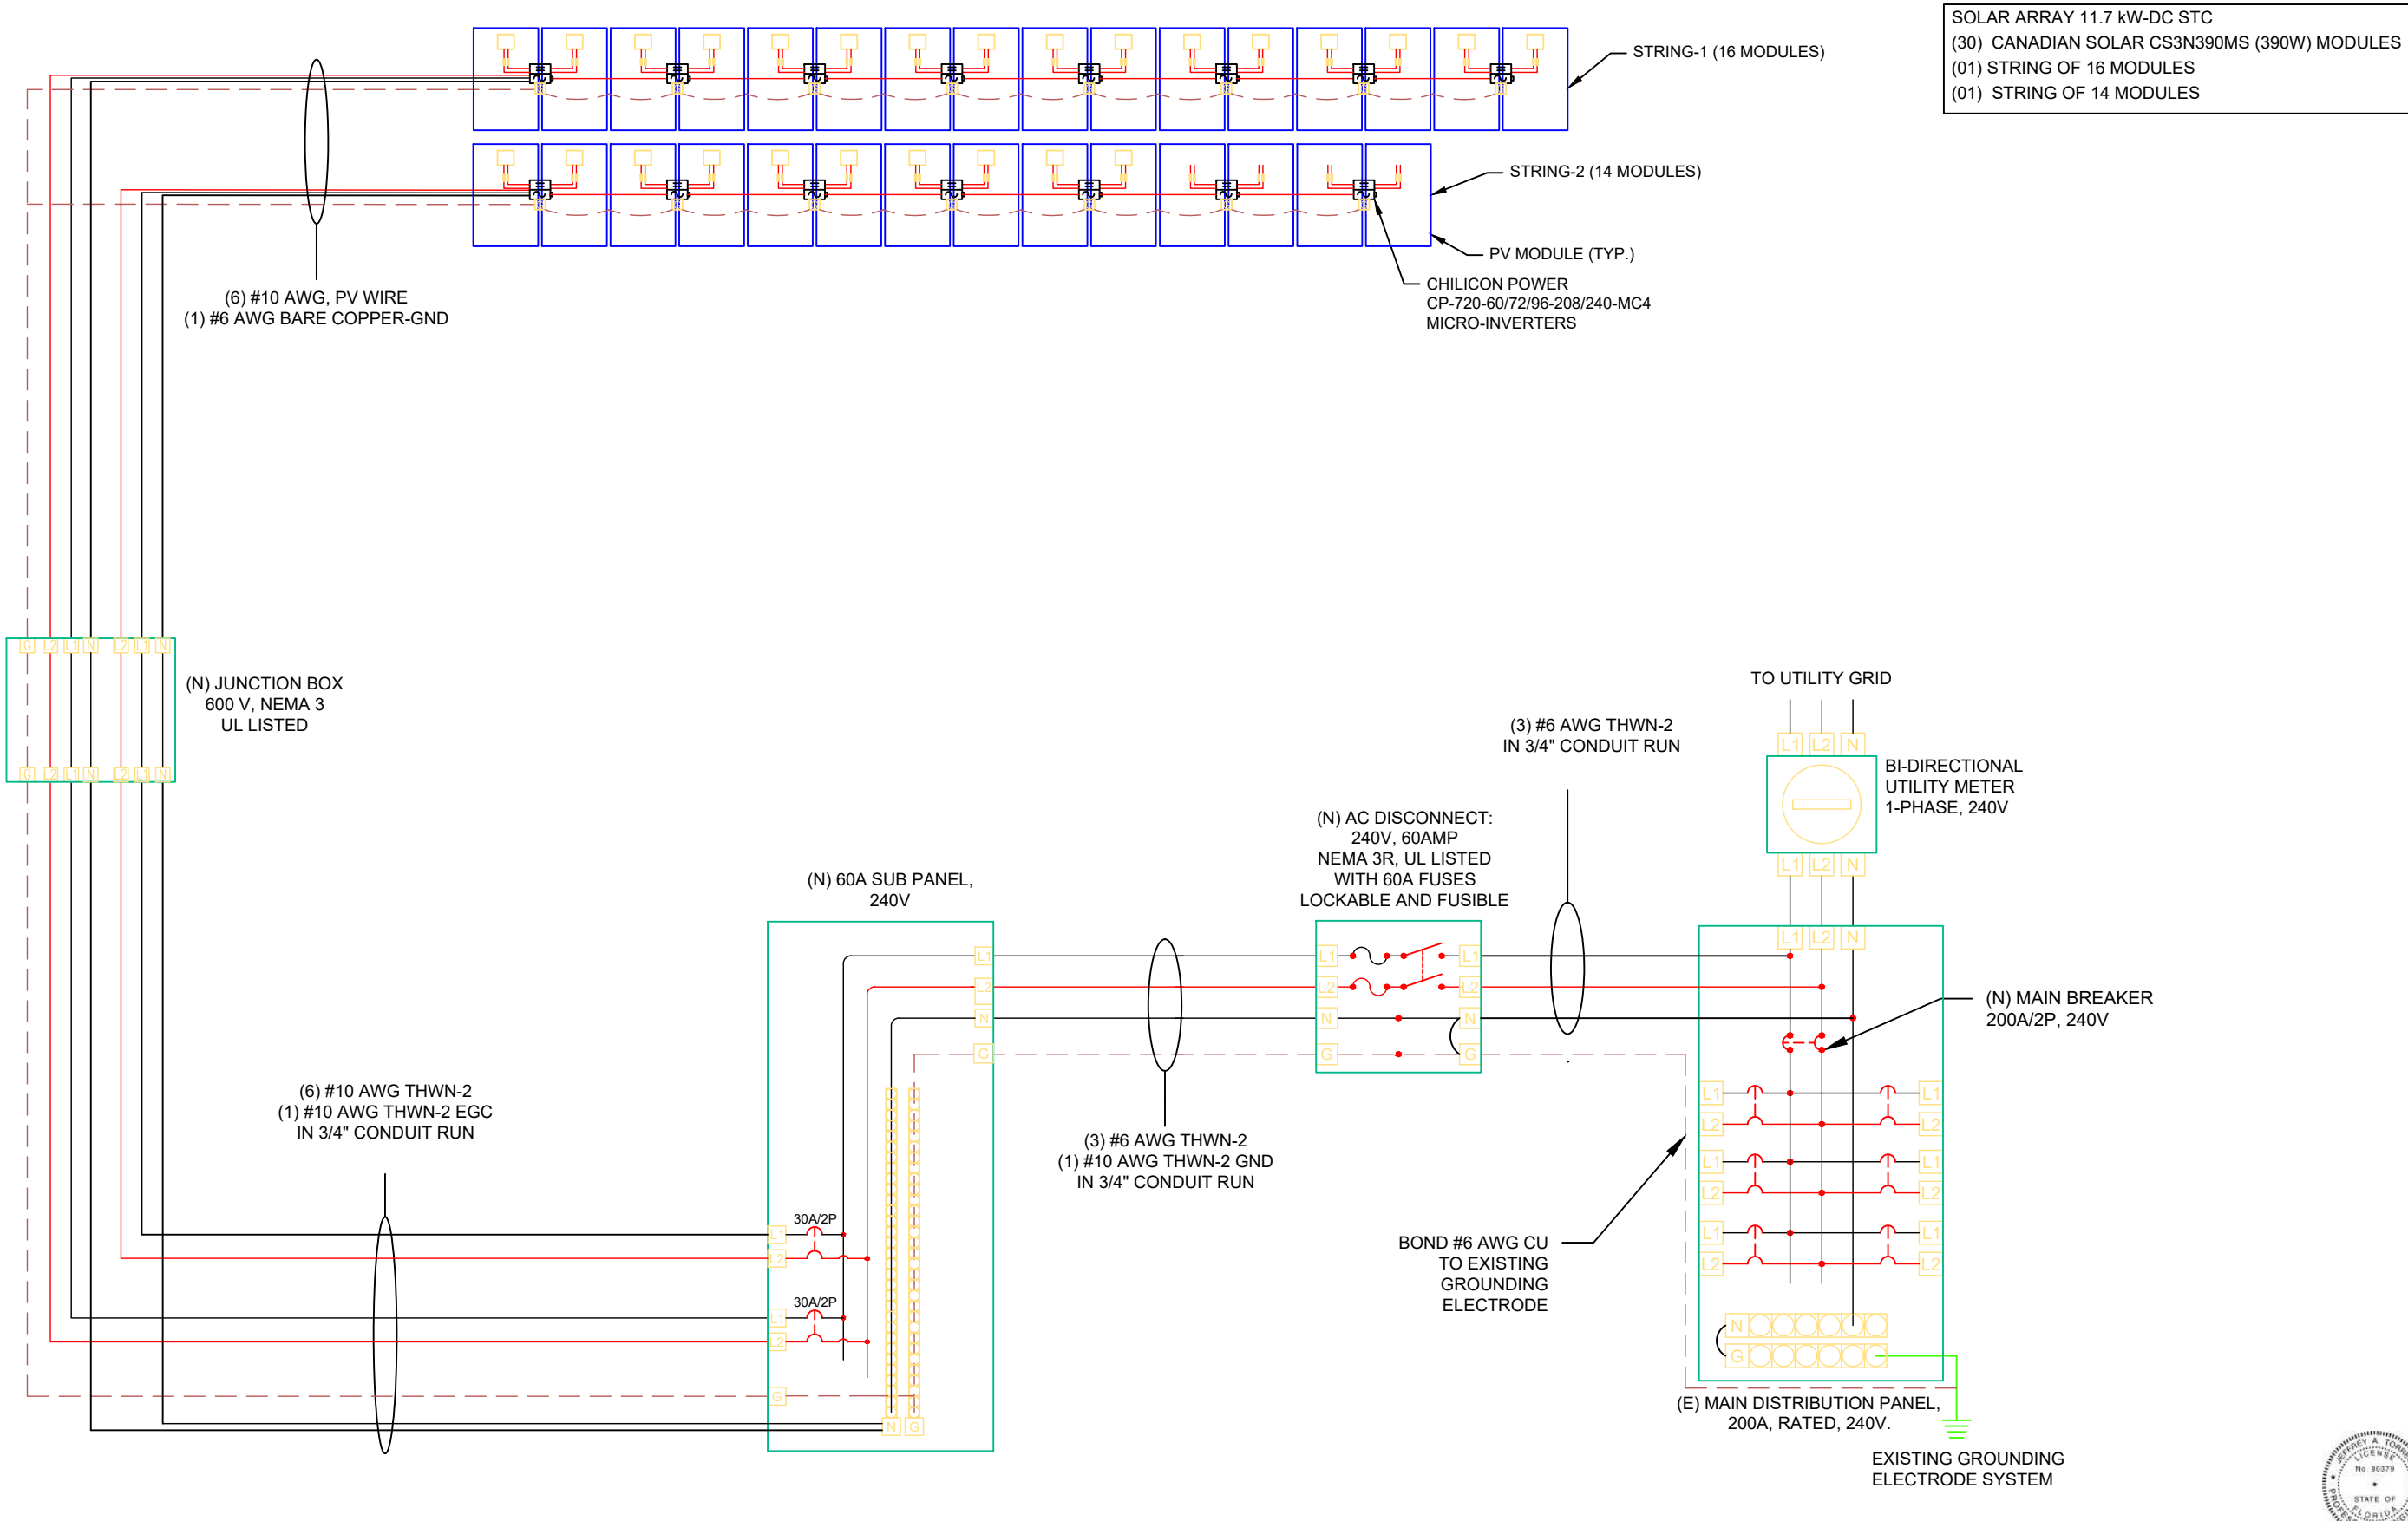 SOLAR ARRAY 11.7 kW-DC STC
(30) CANADIAN SOLAR CS3N390MS (390W) MODULES
(01) STRING OF 16 MODULES
(01) STRING OF 14 MODULES
STRING-1 (16 MODULES)
STRING-2 (14 MODULES)
PV MODULE (TYP.)
CHILICON POWER
CP-720-60/72/96-208/240-MC4
MICRO-INVERTERS
(6) #10 AWG, PV WIRE
(1) #6 AWG BARE COPPER-GND
G L2 L1 N L2 L1 N
(N) JUNCTION BOX
600 V, NEMA 3
UL LISTED
G L2 L1 N L2 L1 N
TO UTILITY GRID
L1 L2 N
BI-DIRECTIONAL
UTILITY METER
1-PHASE, 240V
L1 L2 N
(3) #6 AWG THWN-2
IN 3/4" CONDUIT RUN
(N) AC DISCONNECT:
240V, 60AMP
NEMA 3R, UL LISTED
WITH 60A FUSES
LOCKABLE AND FUSIBLE
L1 L1
L2 L2
N N
G G
(N) 60A SUB PANEL,
240V
L1
L2
N
G
30A/2P
L1
L2
30A/2P
L1
L2
G
N G
(6) #10 AWG THWN-2
(1) #10 AWG THWN-2 EGC
IN 3/4" CONDUIT RUN
(3) #6 AWG THWN-2
(1) #10 AWG THWN-2 GND
IN 3/4" CONDUIT RUN
L1 L2 N
(N) MAIN BREAKER
200A/2P, 240V
L1 L1
L2 L2
L1 L1
L2 L2
L1 L1
L2 L2
N
G
BOND #6 AWG CU
TO EXISTING
GROUNDING
ELECTRODE
(E) MAIN DISTRIBUTION PANEL,
200A, RATED, 240V.
EXISTING GROUNDING
ELECTRODE SYSTEM
JEFFREY A. TORRE
LICENSE
No 80379
STATE OF
FLORIDA